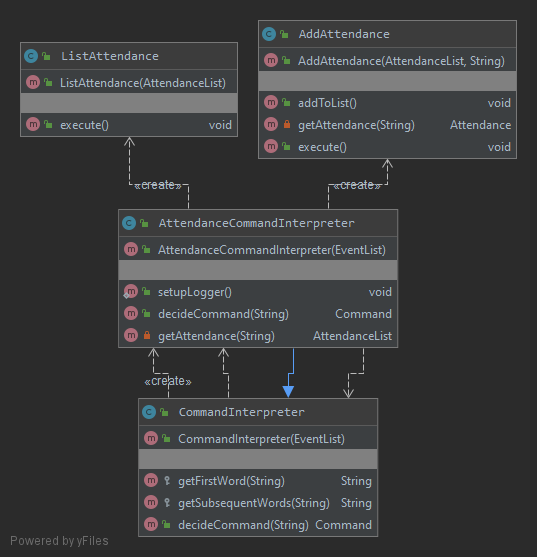 ListAttendance
ListAttendance(AttendanceList)
execute() void
AddAttendance
AddAttendance(AttendanceList, String)
addToList() void
getAttendance(String) Attendance
execute() void
«create» «create»
AttendanceCommandInterpreter
AttendanceCommandInterpreter(EventList)
setupLogger() void
decideCommand(String) Command
getAttendance(String) AttendanceList
«create»
CommandInterpreter
CommandInterpreter(EventList)
getFirstWord(String) String
getSubsequentWords(String) String
decideCommand(String) Command
Powered by yFiles